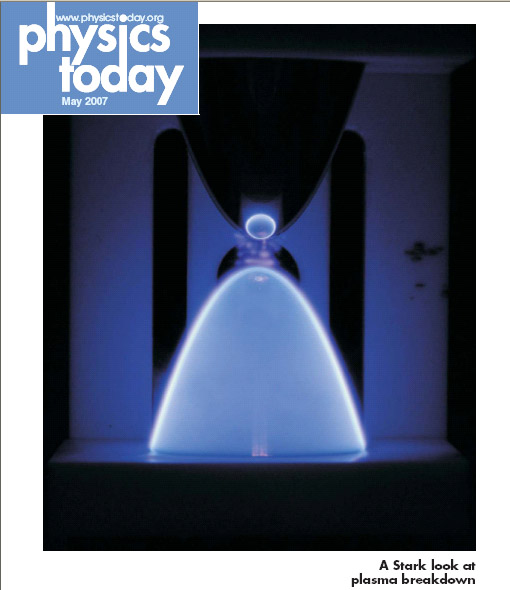 www.physicstoday.org
physics
today
May 2007
A Stark look at
plasma breakdown